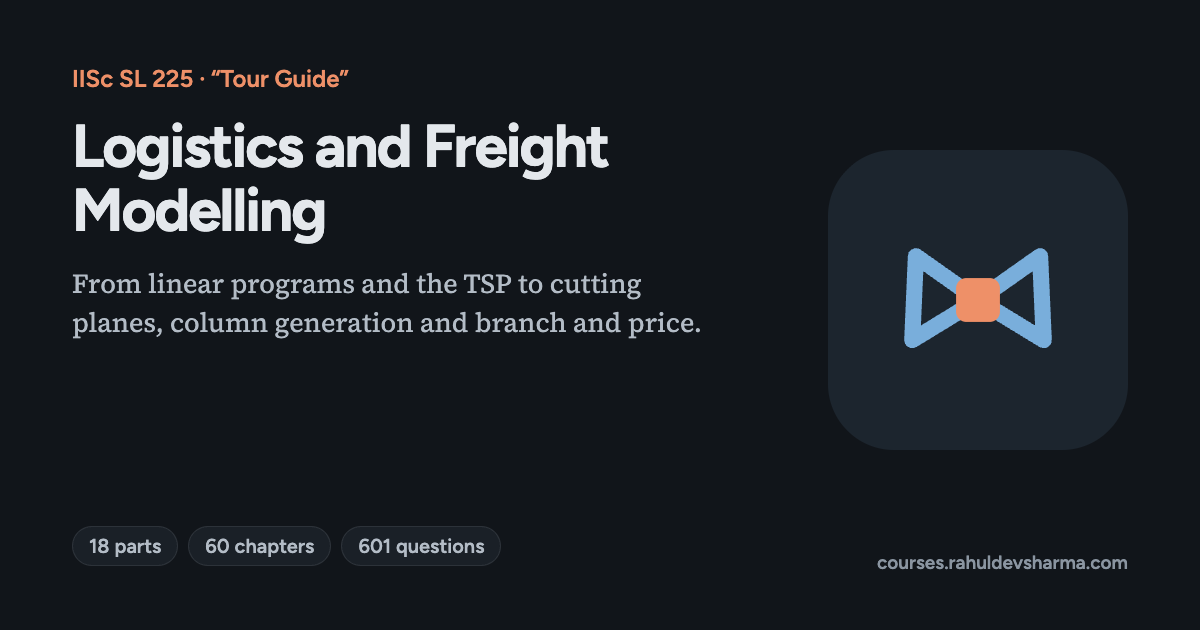 IISc SL 225 · “Tour Guide”
Logistics and Freight
Modelling
From linear programs and the TSP to cutting
planes, column generation and branch and price.
18 parts
60 chapters
601 questions
courses.rahuldevsharma.com